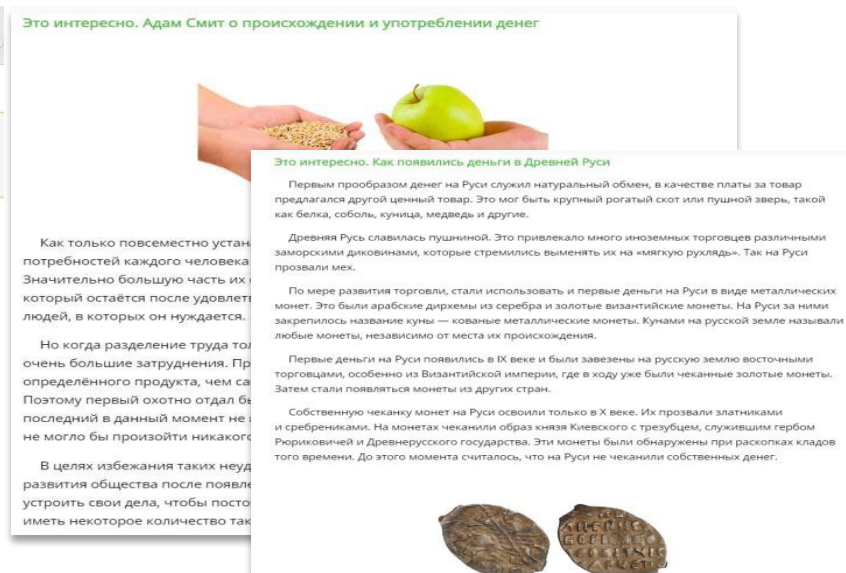 Это интересно. Адам Смит о происхождении и употреблении денег
Как только повсеместно
потребностей каждого человека
Значительно большую часть их
который остаётся после
людей, в которых он нуждается.
Но когда разделение труда
очень большие затруднения.
определённого продукта, чем
Поэтому первый охотно отдал
последний в данный момент не
не могло бы произойти
В целях избежания таких
развития общества после
устроить свои дела, чтобы
иметь некоторое количество
Это интересно. Как появились деньги в Древней Руси
Первым прообразом денег на Руси служил натуральный обмен, в качестве платы за товар
предлагался другой ценный товар. Это мог быть крупный рогатый скот или пушной зверь, такой
как белка, соболь, куница, медведь и другие.
Древняя Русь славилась пушниной. Это привлекало много иноземных торговцев различными
заморскими диковинами, которые стремились выменять их на «мягкую рухлядь». Так на Руси
прозвали мех.
По мере развития торговли, стали использовать и первые деньги на Руси в виде металлических
монет. Это были арабские дирхемы из серебра и золотые византийские монеты. На Руси за ними
закрепилось название куны — кованые металлические монеты. Кунами на русской земле называли
любые монеты, независимо от места их происхождения.
Первые деньги на Руси появились в IX веке и были завезены на русскую землю восточными
торговцами, особенно из Византийской империи, где в ходу уже были чеканные золотые монеты.
Затем стали появляться монеты из других стран.
Собственную чеканку монет на Руси освоили только в X веке. Их прозвали златниками
и сребрениками. На монетах чеканили образ князя Киевского с трезубцем, служившим гербом
Рюриковичей и Древнерусского государства. Эти монеты были обнаружены при раскопках кладов
того времени. До этого момента считалось, что на Руси не чеканили собственных денег.